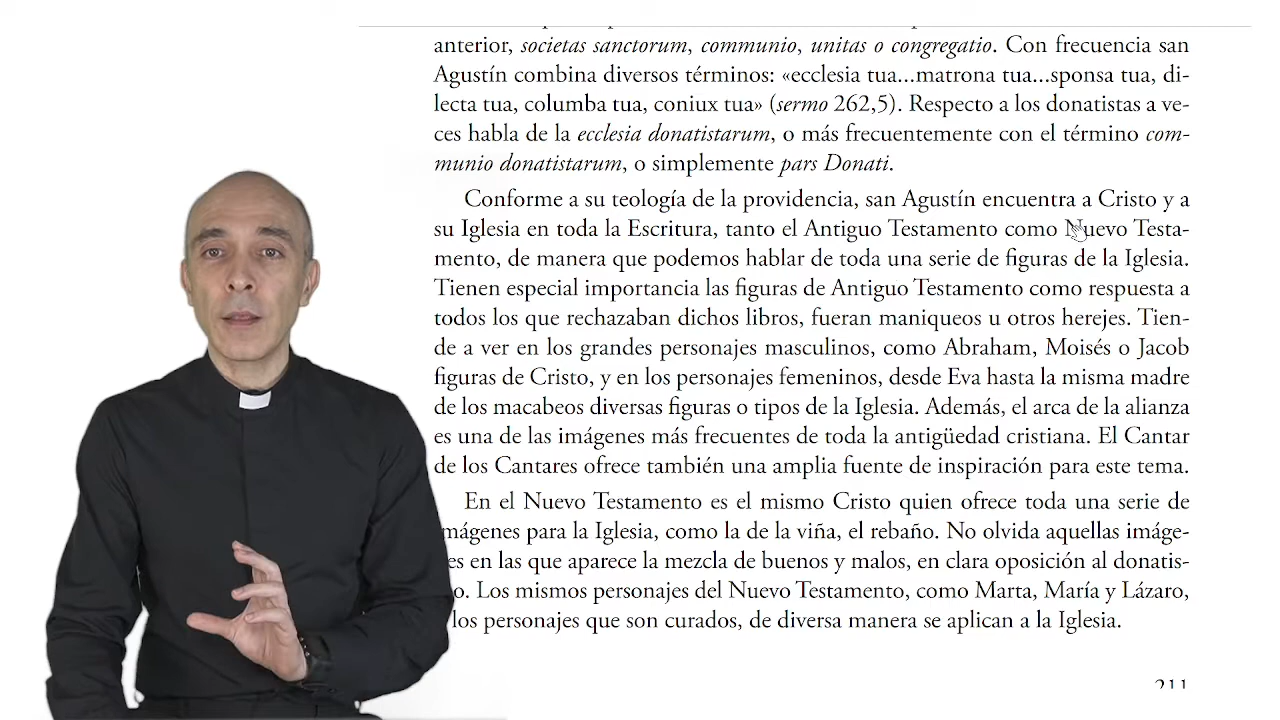 anterior, societas sanctorum, communio, unitas o congregatio. Con frecuencia san
Agustín combina diversos términos: «ecclesia tua...matrona tua...sponsa tua, di-
lecta tua, columba tua, coniux tua» (sermo 262,5). Respecto a los donatistas a ve-
ces habla de la ecclesia donatistarum, o más frecuentemente con el término com-
munio donatistarum, o simplemente pars Donati.
Conforme a su teología de la providencia, san Agustín encuentra a Cristo y a
su Iglesia en toda la Escritura, tanto el Antiguo Testamento como Nuevo Testa-
mento, de manera que podemos hablar de toda una serie de figuras de la Iglesia.
Tienen especial importancia las figuras de Antiguo Testamento como respuesta a
todos los que rechazaban dichos libros, fueran maniqueos u otros herejes. Tien-
de a ver en los grandes personajes masculinos, como Abraham, Moisés o Jacob
figuras de Cristo, y en los personajes femeninos, desde Eva hasta la misma madre
de los macabeos diversas figuras o tipos de la Iglesia. Además, el arca de la alianza
es una de las imágenes más frecuentes de toda la antigüedad cristiana. El Cantar
de los Cantares ofrece también una amplia fuente de inspiración para este tema.
En el Nuevo Testamento es el mismo Cristo quien ofrece toda una serie de
imágenes para la Iglesia, como la de la viña, el rebaño. No olvida aquellas imáge-
es en las que aparece la mezcla de buenos y malos, en clara oposición al donatis-
o. Los mismos personajes del Nuevo Testamento, como Marta, María y Lázaro,
los personajes que son curados, de diversa manera se aplican a la Iglesia.
211